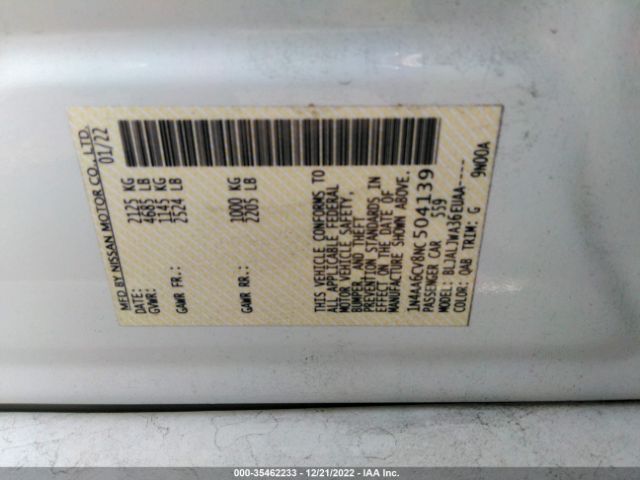 MFD BY NISSAN MOTOR CO., LTD.
DATE: 01/22
GVWR: 2125 KG
4685 LB
GAWR FR.: 1145 KG
2524 LB
GAWR RR.: 1000 KG
2205 LB
THIS VEHICLE CONFORMS TO
ALL APPLICABLE FEDERAL
MOTOR VEHICLE SAFETY,
BUMPER, AND THEFT
PREVENTION STANDARDS IN
EFFECT ON THE DATE OF
MANUFACTURE SHOWN ABOVE.
1N4AA6CV8NC504139
PASSENGER CAR 559
MODEL: BLJALJWA36EUAA----
COLOR: QAB TRIM: G 9N00A
000-35462233 - 12/21/2022 - IAA Inc.